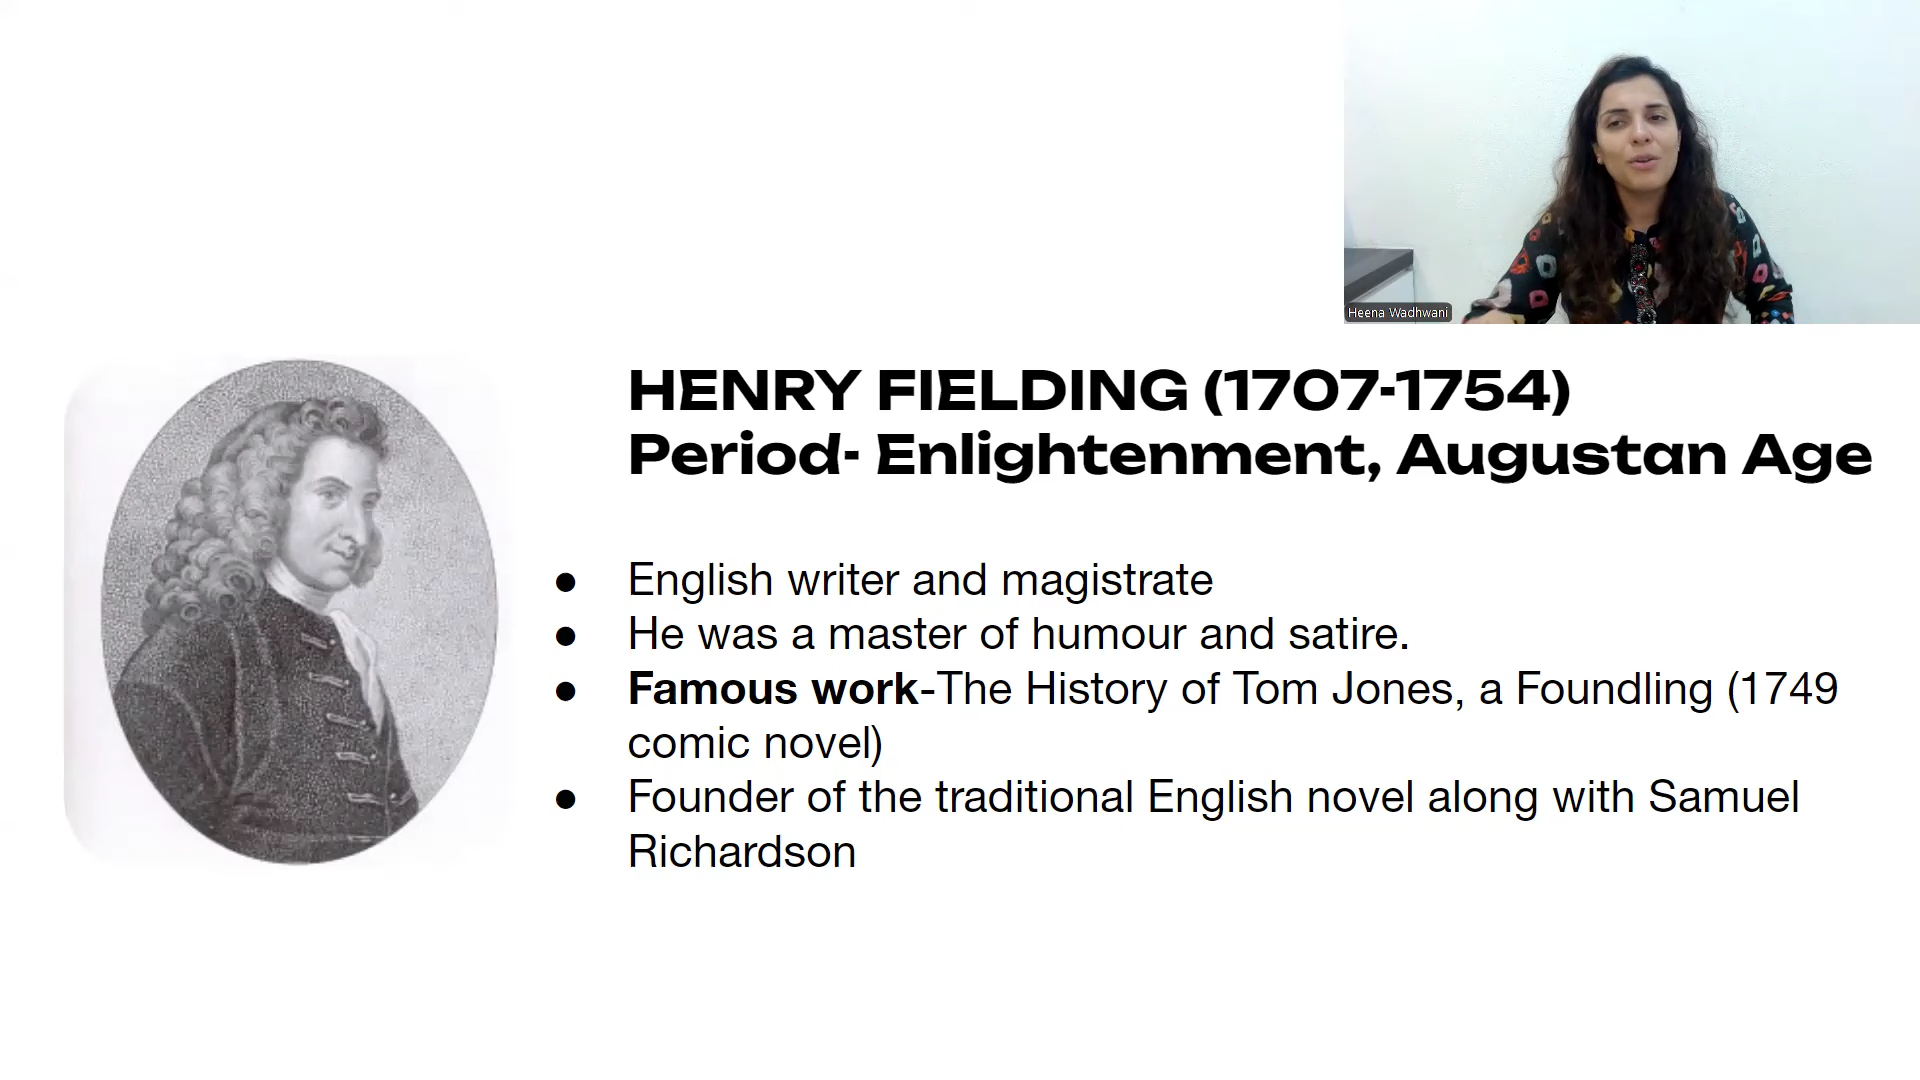 Heena Wadhwani
HENRY FIELDING (1707-1754)
Period- Enlightenment, Augustan Age
● English writer and magistrate
● He was a master of humour and satire.
● Famous work-The History of Tom Jones, a Foundling (1749
comic novel)
● Founder of the traditional English novel along with Samuel
Richardson